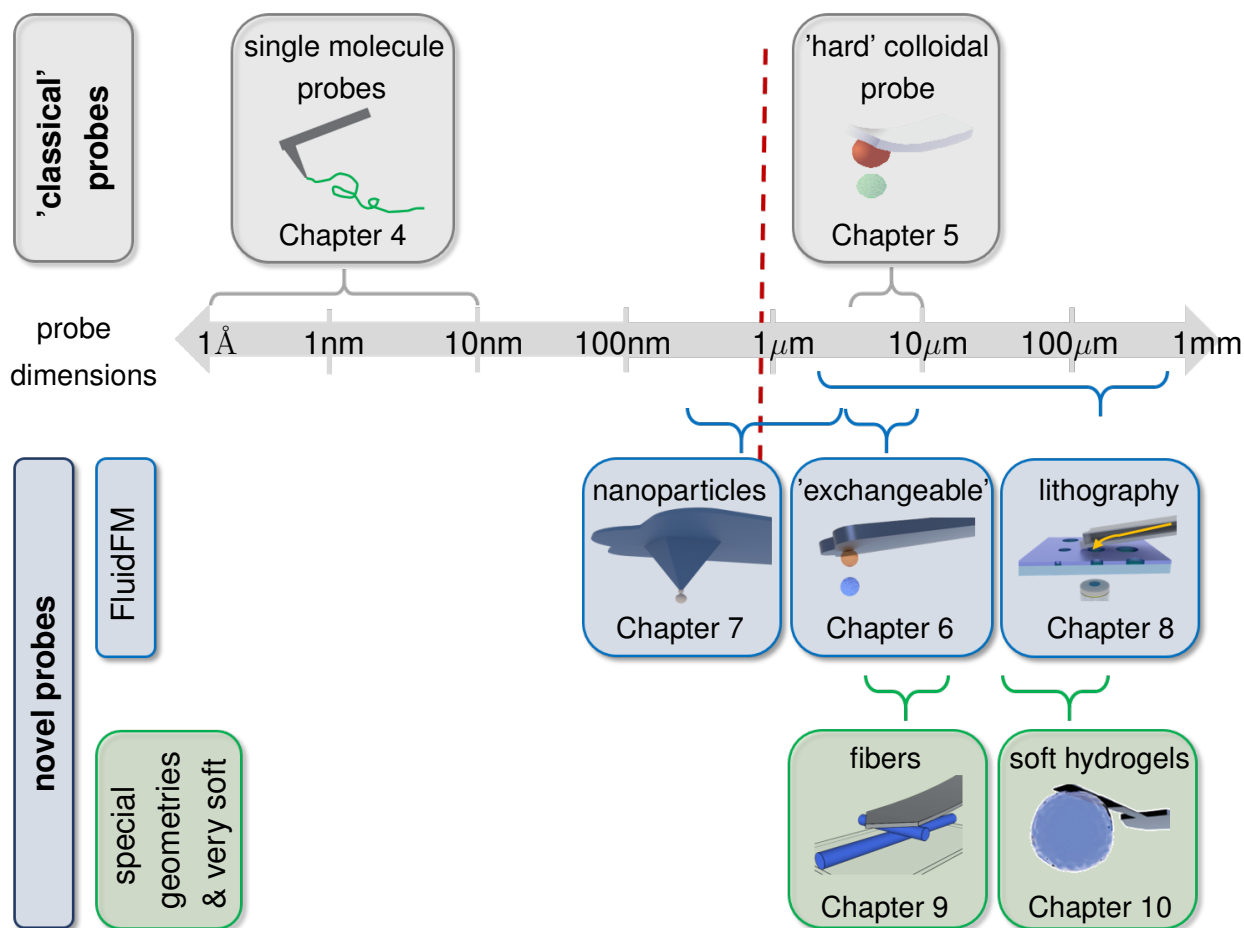 'classical'
probes
single molecule
probes
Chapter 4
'hard' colloidal
probe
Chapter 5
probe
dimensions
1Å 1nm 10nm 100nm 1μm 10μm 100μm 1mm
novel probes
FluidFM
nanoparticles
Chapter 7
'exchangeable'
Chapter 6
lithography
Chapter 8
special
geometries
& very soft
fibers
Chapter 9
soft hydrogels
Chapter 10